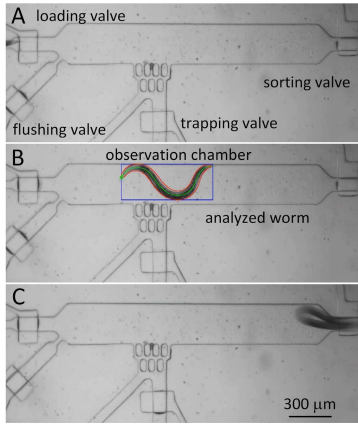 A
loading valve
sorting valve
flushing valve
trapping valve
B
observation chamber
analyzed worm
C
300 μm